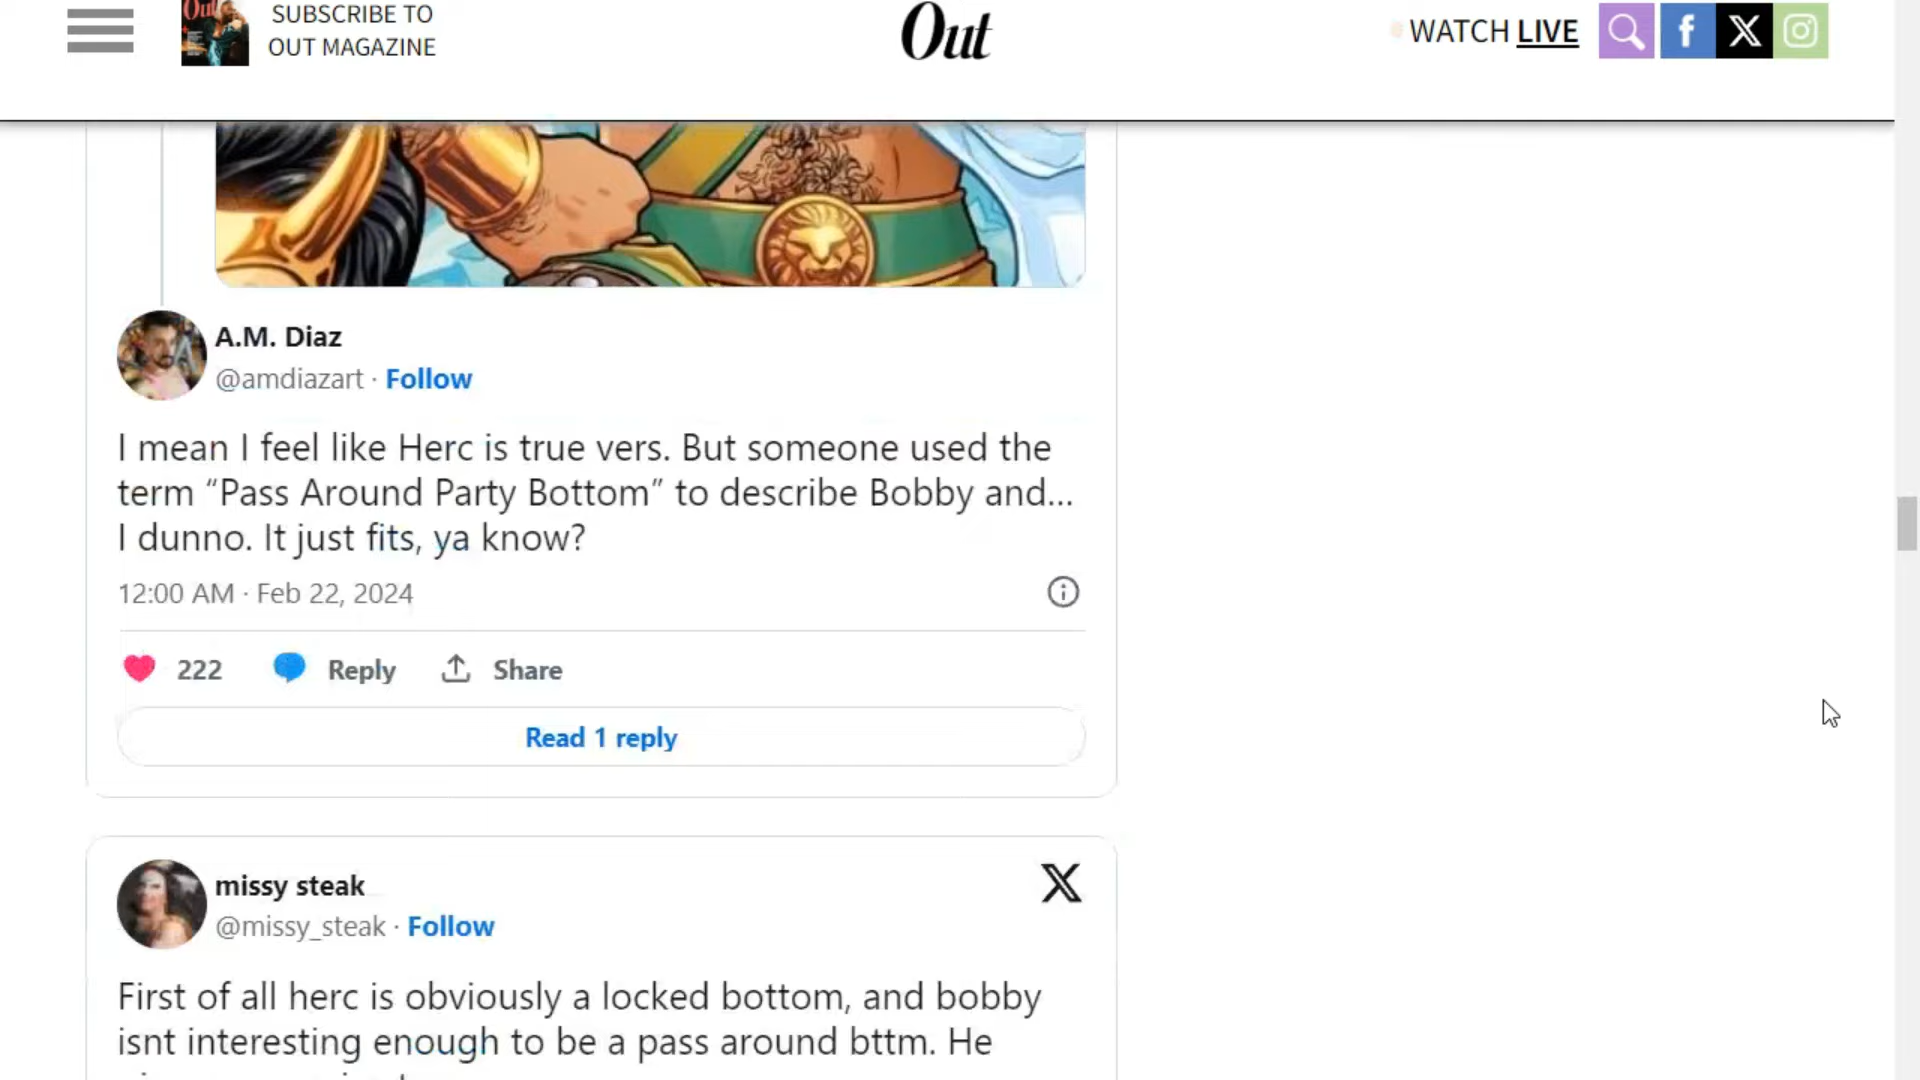 Out
SUBSCRIBE TO
OUT MAGAZINE
Out
WATCH LIVE
A.M. Diaz
@amdiazart · Follow
I mean I feel like Herc is true vers. But someone used the
term “Pass Around Party Bottom” to describe Bobby and...
I dunno. It just fits, ya know?
12:00 AM · Feb 22, 2024
222 Reply Share
Read 1 reply
missy steak
@missy_steak · Follow
First of all herc is obviously a locked bottom, and bobby
isnt interesting enough to be a pass around bttm. He